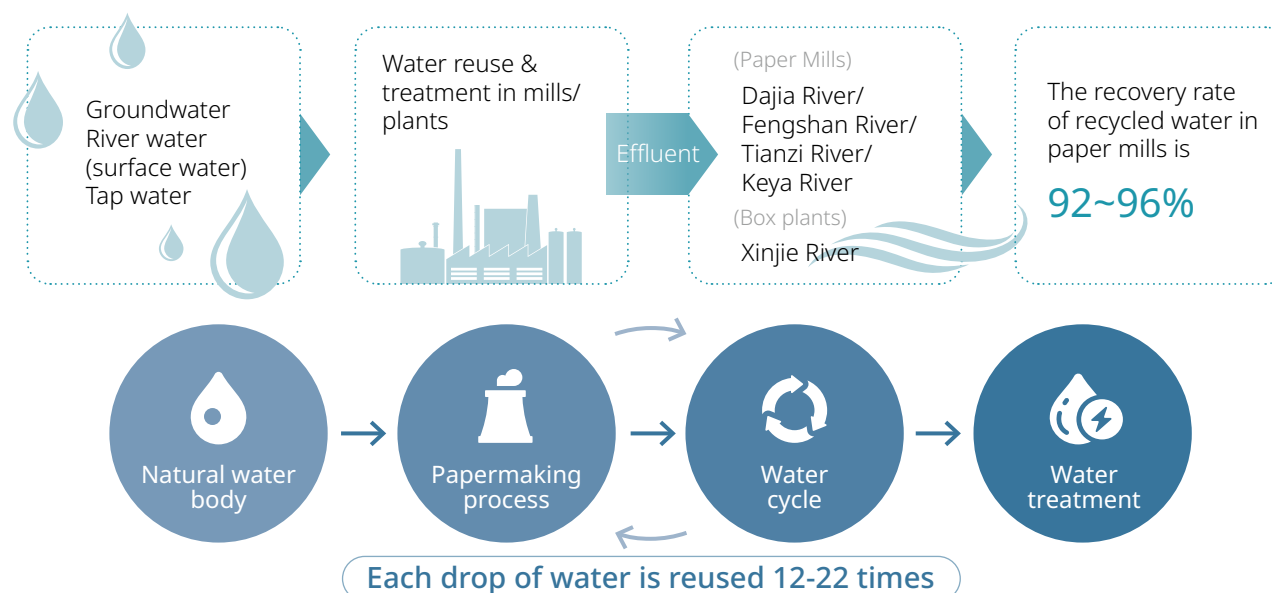 Groundwater
River water
(surface water)
Tap water
Water reuse &
treatment in mills/
plants
Effluent
(Paper Mills)
Dajia River/
Fengshan River/
Tianzi River/
Keya River
(Box plants)
Xinjie River
The recovery rate
of recycled water in
paper mills is
92~96%
Natural water
body
Papermaking
process
Water
cycle
Water
treatment
Each drop of water is reused 12-22 times